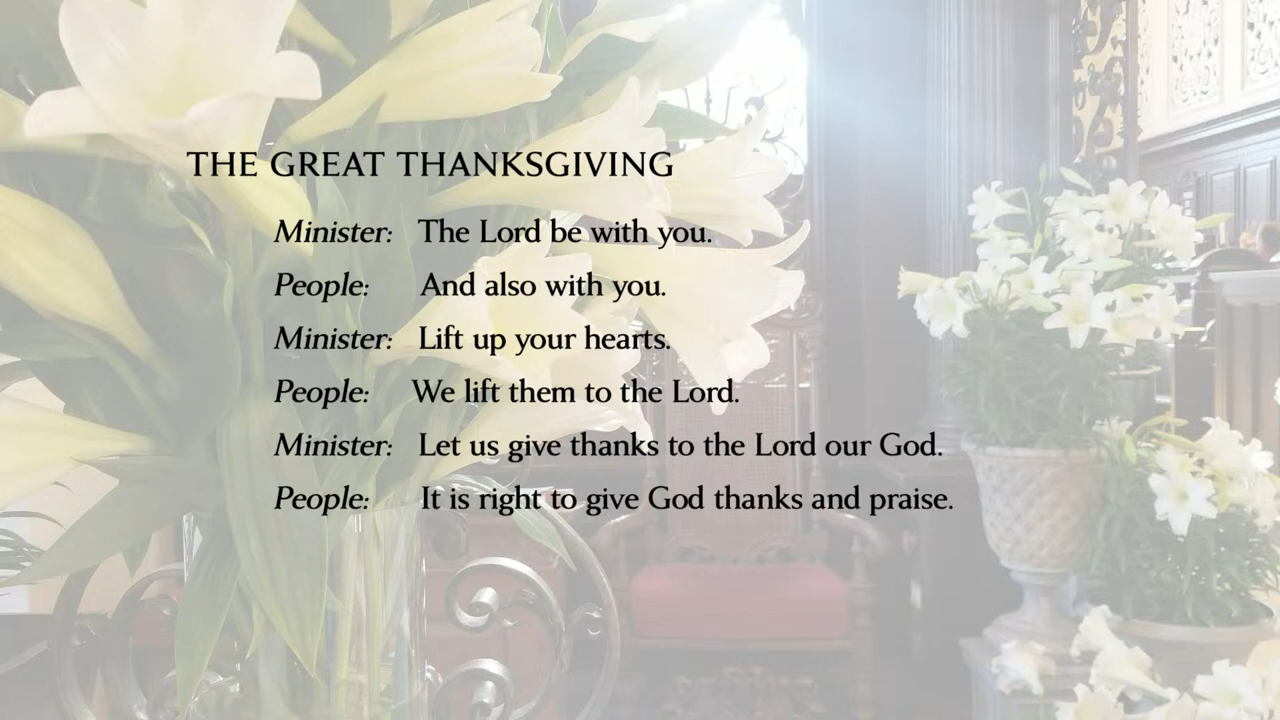 THE GREAT THANKSGIVING
Minister: The Lord be with you.
People: And also with you.
Minister: Lift up your hearts.
People: We lift them to the Lord.
Minister: Let us give thanks to the Lord our God.
People: It is right to give God thanks and praise.